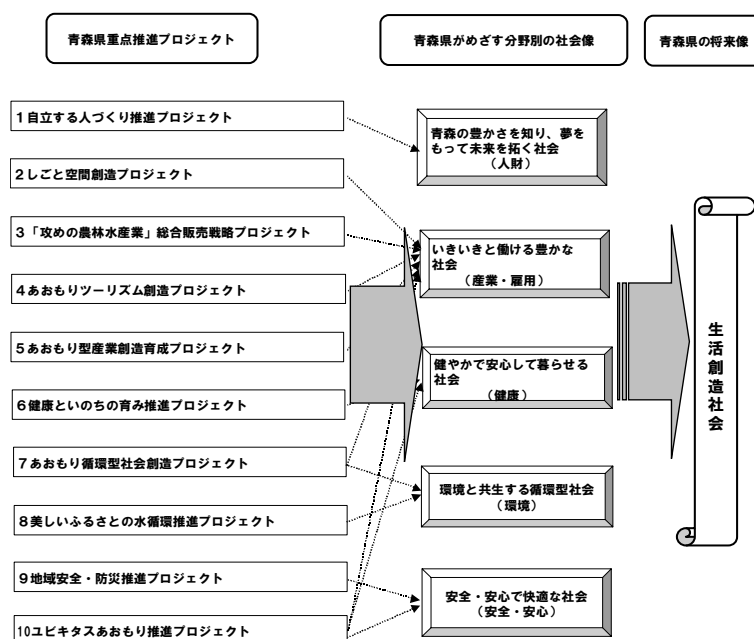 青森県重点推進プロジェクト
青森県がめざす分野別の社会像
青森県の将来像
1自立する人づくり推進プロジェクト
2しごと空間創造プロジェクト
3「攻めの農林水産業」総合販売戦略プロジェクト
4あおもりツーリズム創造プロジェクト
5あおもり型産業創造育成プロジェクト
6健康といのちの育み推進プロジェクト
7あおもり循環型社会創造プロジェクト
8美しいふるさとの水循環推進プロジェクト
9地域安全・防災推進プロジェクト
10ユビキタスあおもり推進プロジェクト
青森の豊かさを知り、夢を
もって未来を拓く社会
(人財)
いきいきと働ける豊かな
社会
(産業・雇用)
健やかで安心して暮らせる
社会
(健康)
環境と共生する循環型社会
(環境)
安全・安心で快適な社会
(安全・安心)
生活創造社会